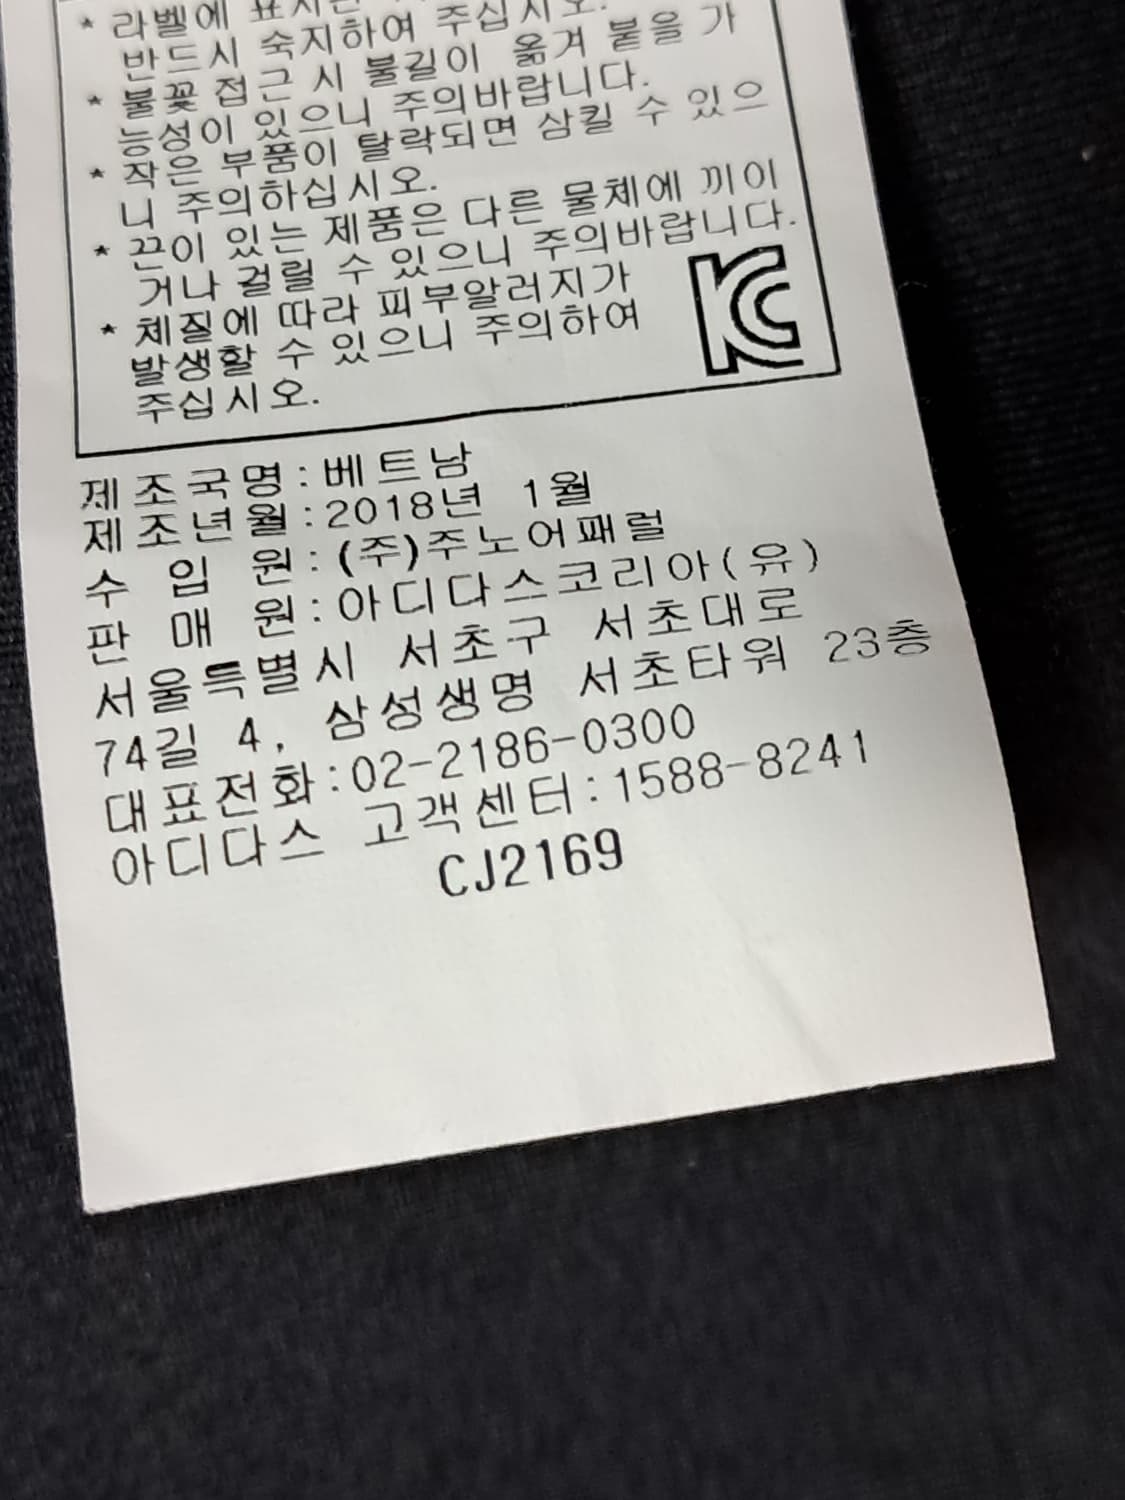 * 라벨에 표시된
반드시 숙지하여 주십시오.
* 불꽃 접근 시 불길이 옮겨 붙을 가
능성이 있으니 주의바랍니다.
* 작은 부품이 탈락되면 삼킬 수 있으
니 주의하십시오.
* 끈이 있는 제품은 다른 물체에 끼이
거나 걸릴 수 있으니 주의바랍니다.
* 체질에 따라 피부알러지가
발생할 수 있으니 주의하여
주십시오.
KC
제조국명:베트남
제조년월:2018년 1월
수 입 원:(주)주노어패럴
판 매 원:아디다스코리아(유)
서울특별시 서초구 서초대로
74길 4, 삼성생명 서초타워 23층
대표전화:02-2186-0300
아디다스 고객센터:1588-8241
CJ2169